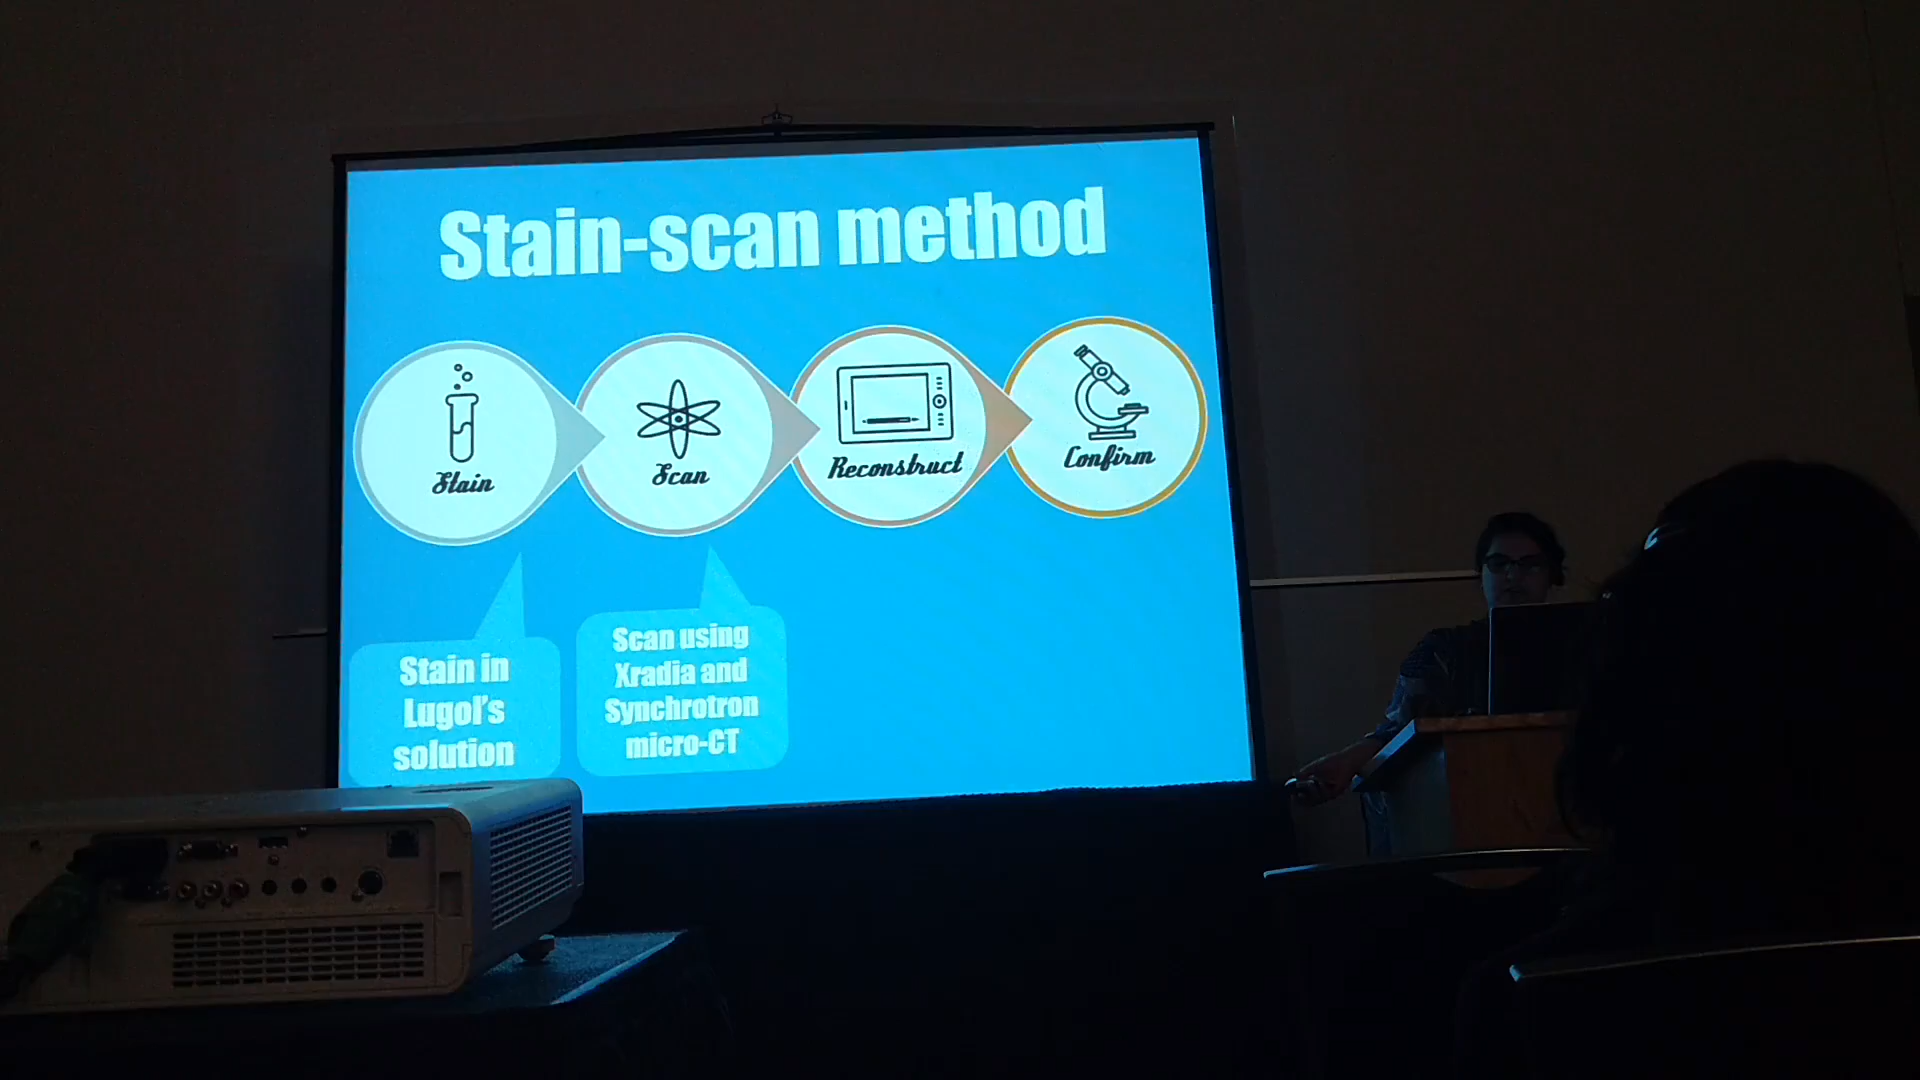 Stain-scan method
Stain
Scan
Reconstruct
Confirm
Stain in
Lugol's
solution
Scan using
Xradia and
Synchrotron
micro-CT